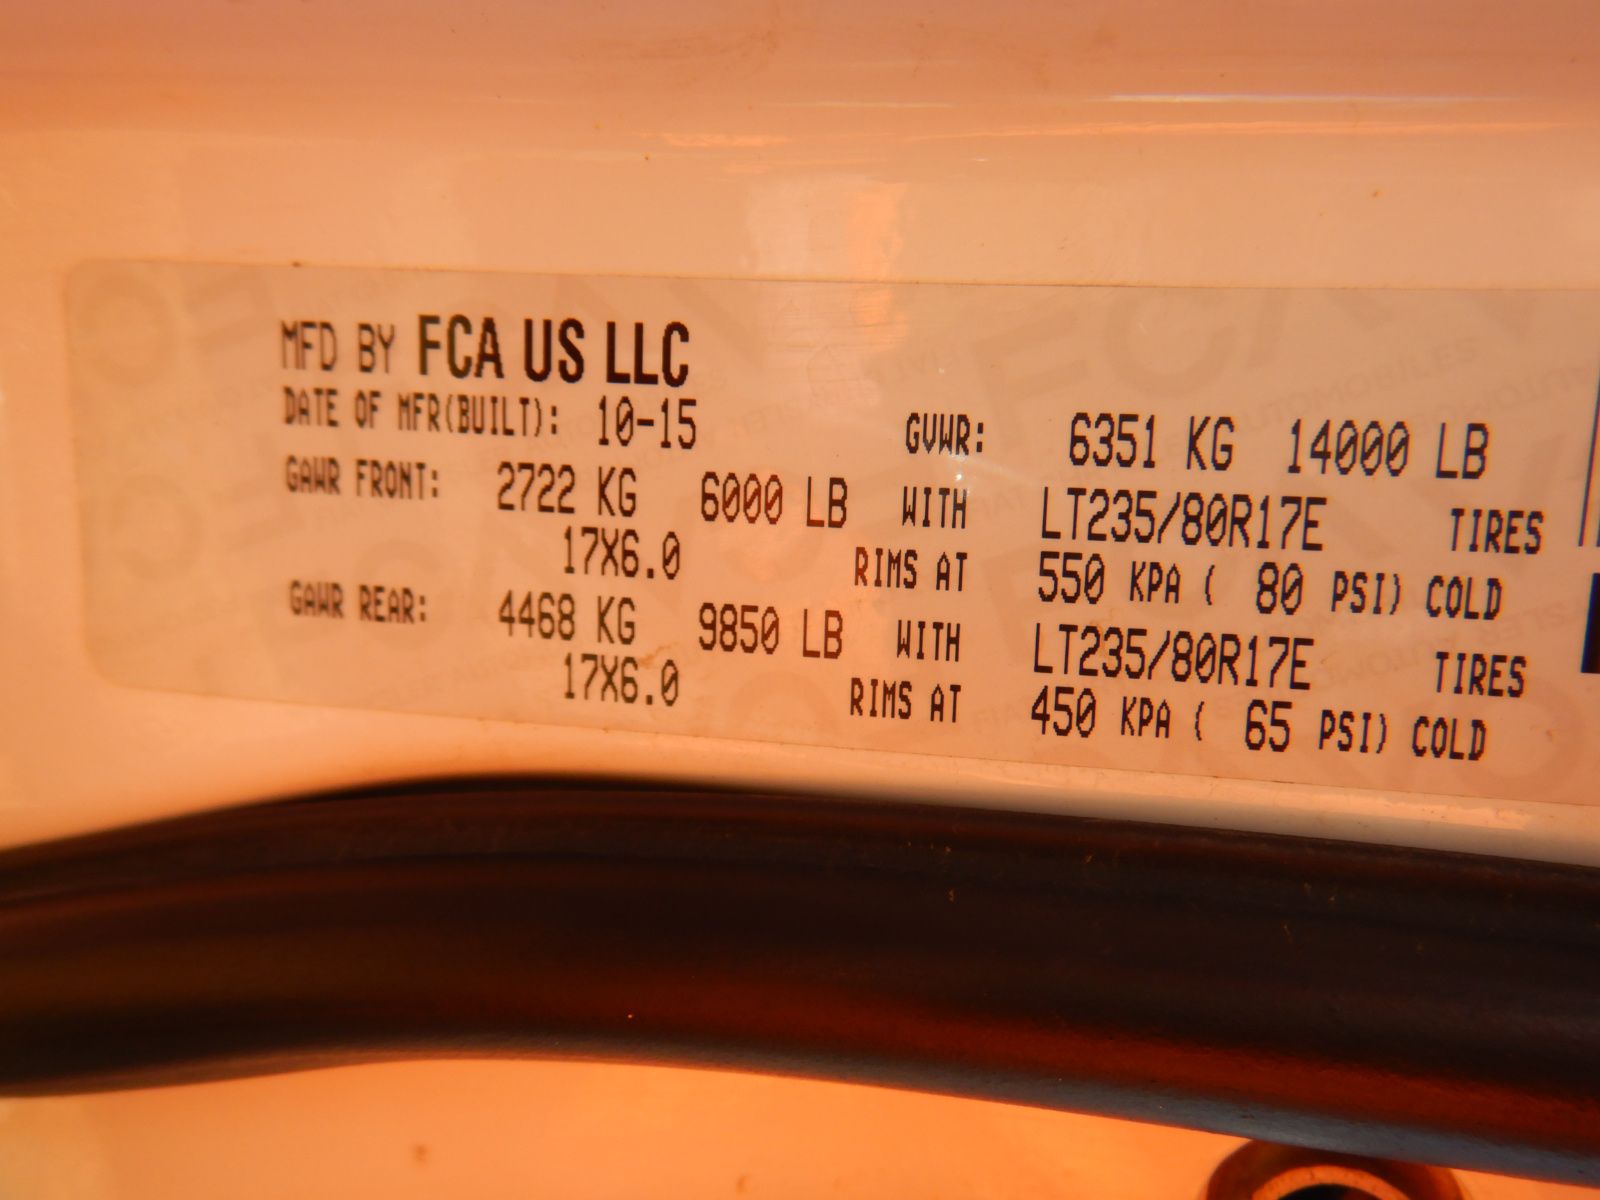 MFD BY FCA US LLC
DATE OF MFR(BUILT): 10-15 GVWR: 6351 KG 14000 LB
GAWR FRONT: 2722 KG 6000 LB WITH LT235/80R17E TIRES
17X6.0 RIMS AT 550 KPA ( 80 PSI) COLD
GAWR REAR: 4468 KG 9850 LB WITH LT235/80R17E TIRES
17X6.0 RIMS AT 450 KPA ( 65 PSI) COLD